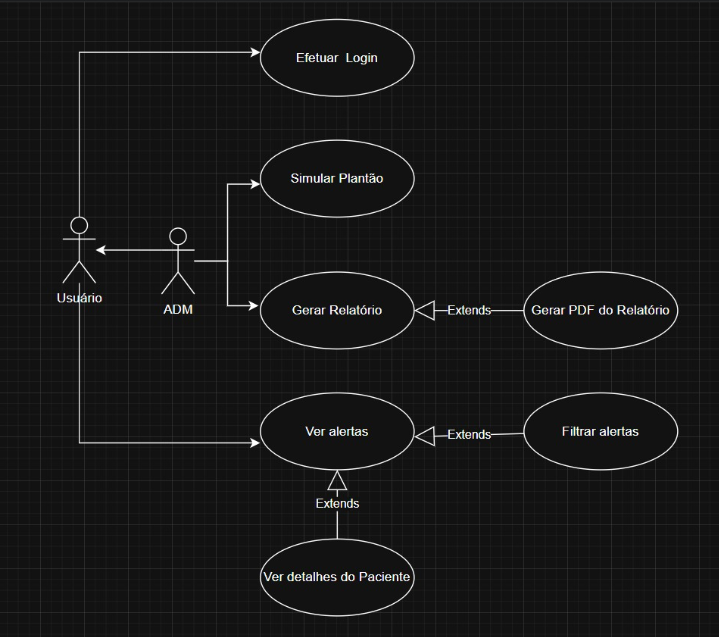 Efetuar Login
Simular Plantão
Usuário
ADM
Gerar Relatório
Extends
Gerar PDF do Relatório
Ver alertas
Extends
Filtrar alertas
Extends
Ver detalhes do Paciente